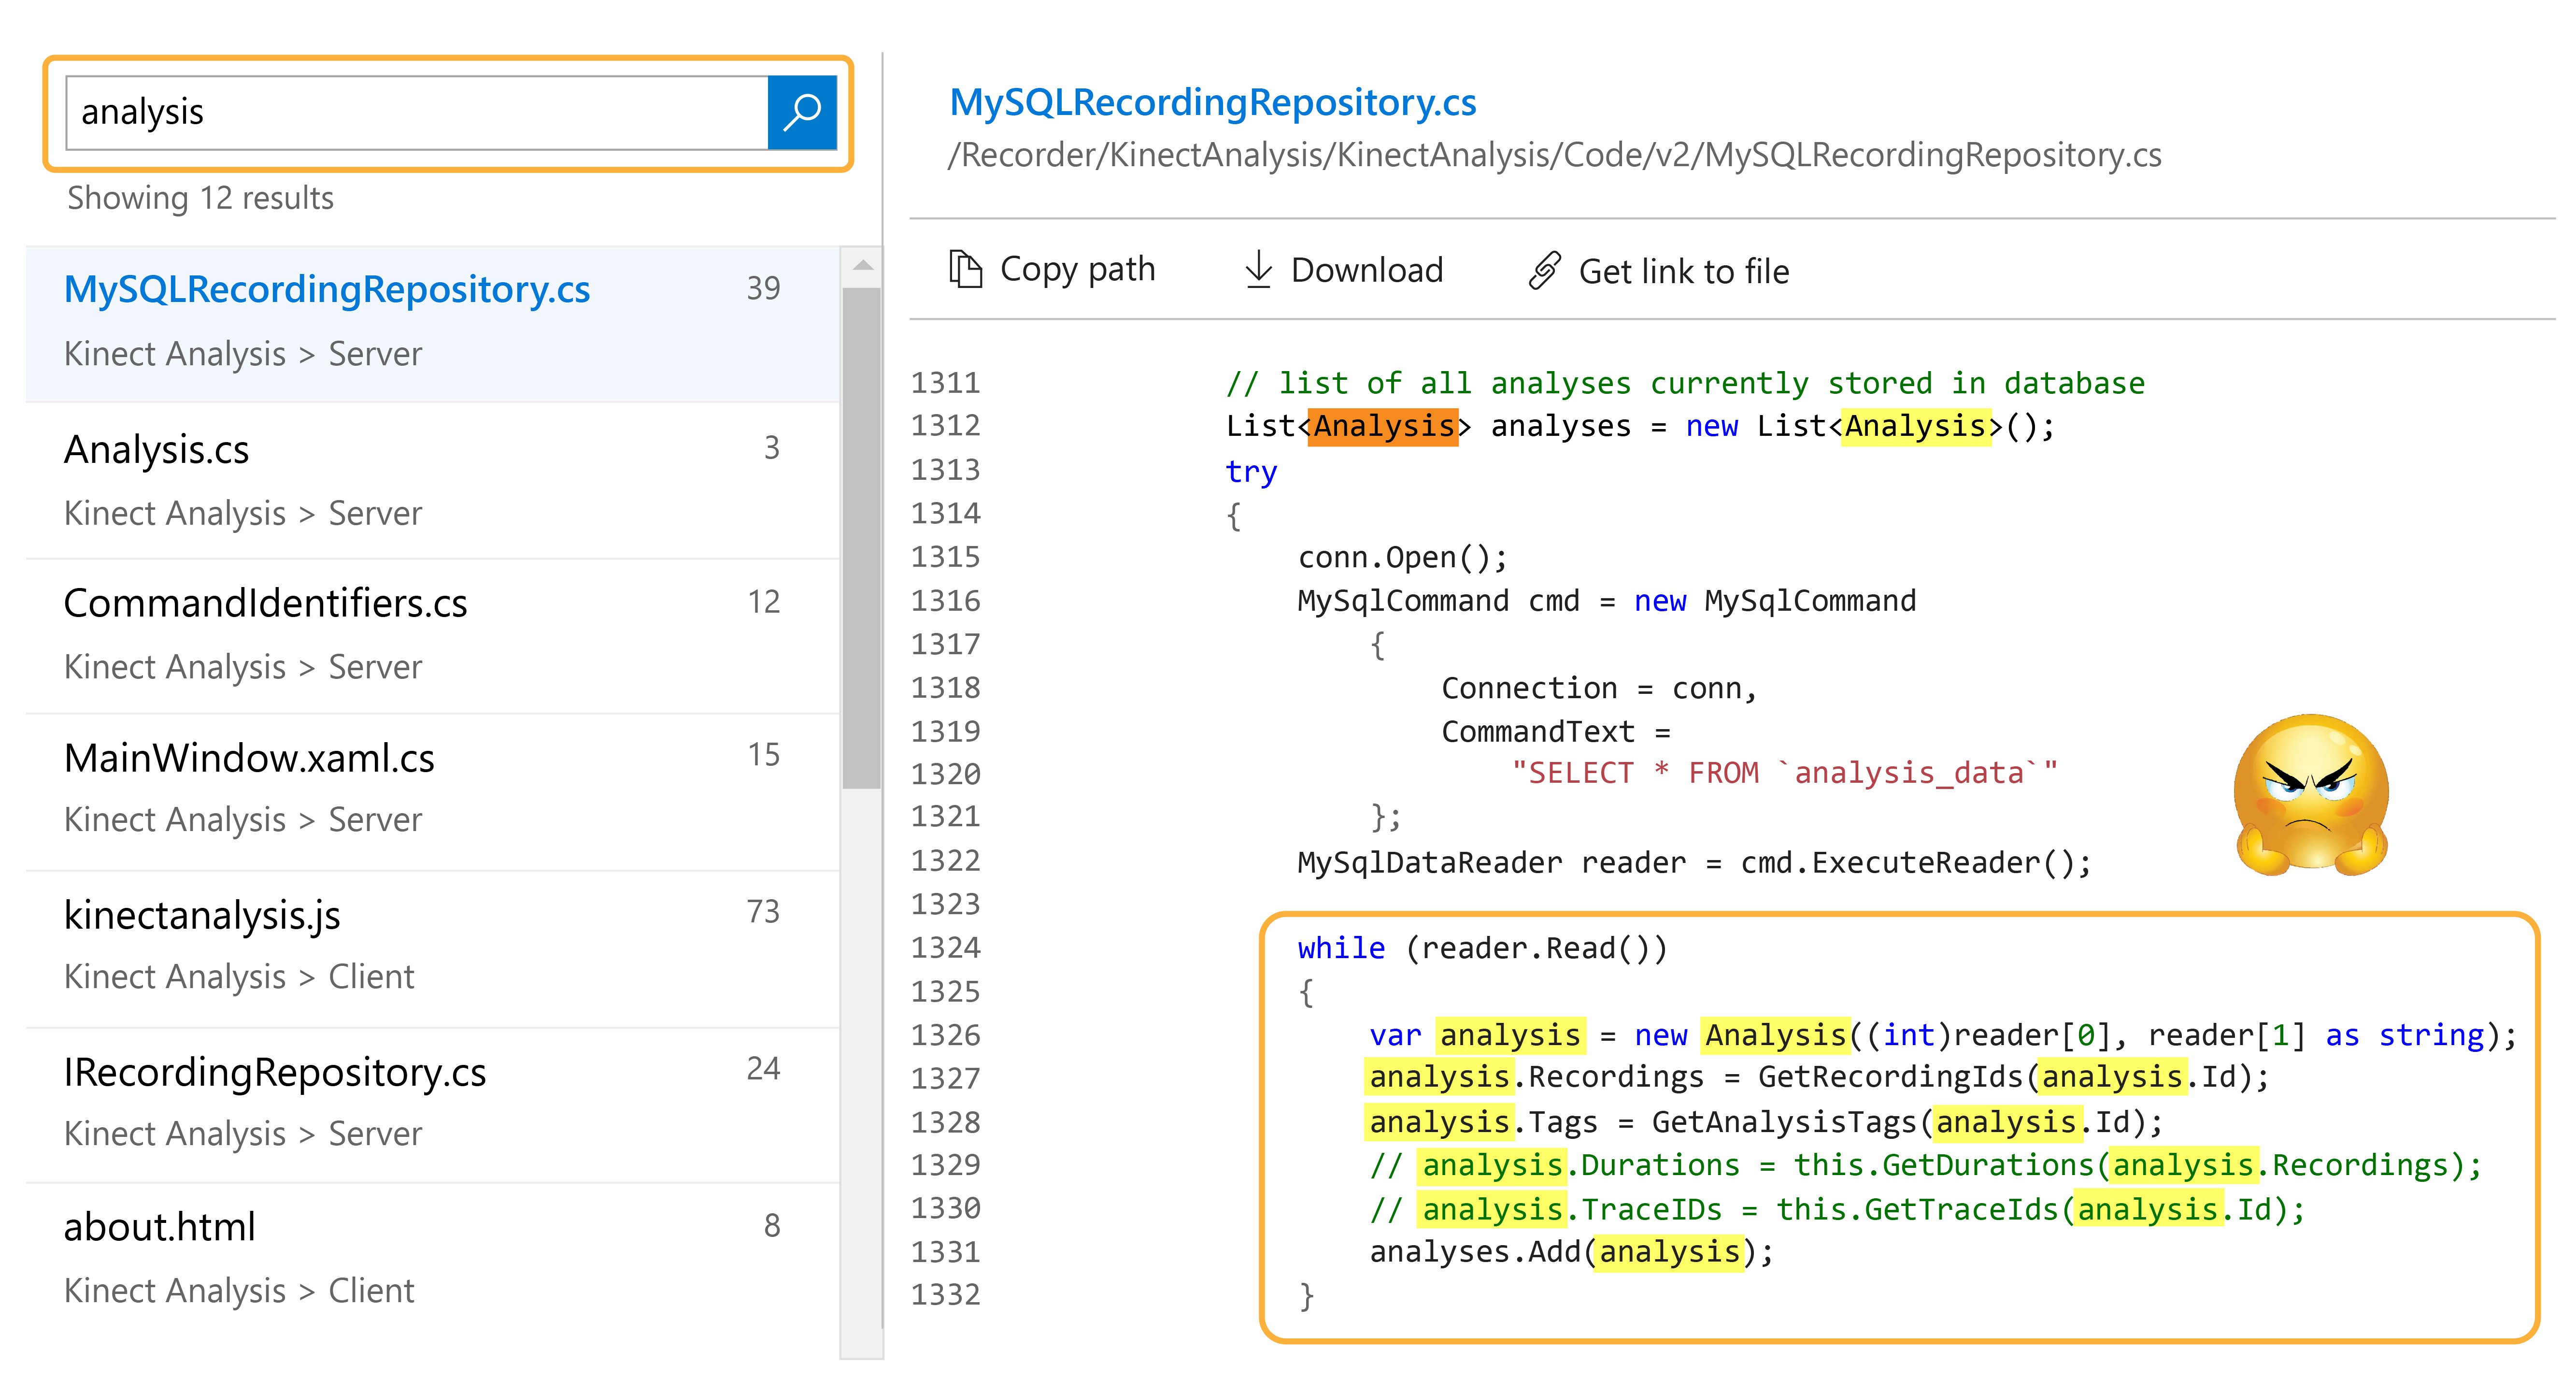 analysis
Showing 12 results
MySQLRecordingRepository.cs 39
Kinect Analysis > Server
Analysis.cs 3
Kinect Analysis > Server
CommandIdentifiers.cs 12
Kinect Analysis > Server
MainWindow.xaml.cs 15
Kinect Analysis > Server
kinectanalysis.js 73
Kinect Analysis > Client
IRecordingRepository.cs 24
Kinect Analysis > Server
about.html 8
Kinect Analysis > Client
MySQLRecordingRepository.cs
/Recorder/KinectAnalysis/KinectAnalysis/Code/v2/MySQLRecordingRepository.cs
Copy path Download Get link to file
1311 // list of all analyses currently stored in database
1312 List<Analysis> analyses = new List<Analysis>();
1313 try
1314 {
1315 conn.Open();
1316 MySqlCommand cmd = new MySqlCommand
1317 {
1318 Connection = conn,
1319 CommandText =
1320 "SELECT * FROM `analysis_data`"
1321 };
1322 MySqlDataReader reader = cmd.ExecuteReader();
1323
1324 while (reader.Read())
1325 {
1326 var analysis = new Analysis((int)reader[0], reader[1] as string);
1327 analysis.Recordings = GetRecordingIds(analysis.Id);
1328 analysis.Tags = GetAnalysisTags(analysis.Id);
1329 // analysis.Durations = this.GetDurations(analysis.Recordings);
1330 // analysis.TraceIDs = this.GetTraceIds(analysis.Id);
1331 analyses.Add(analysis);
1332 }